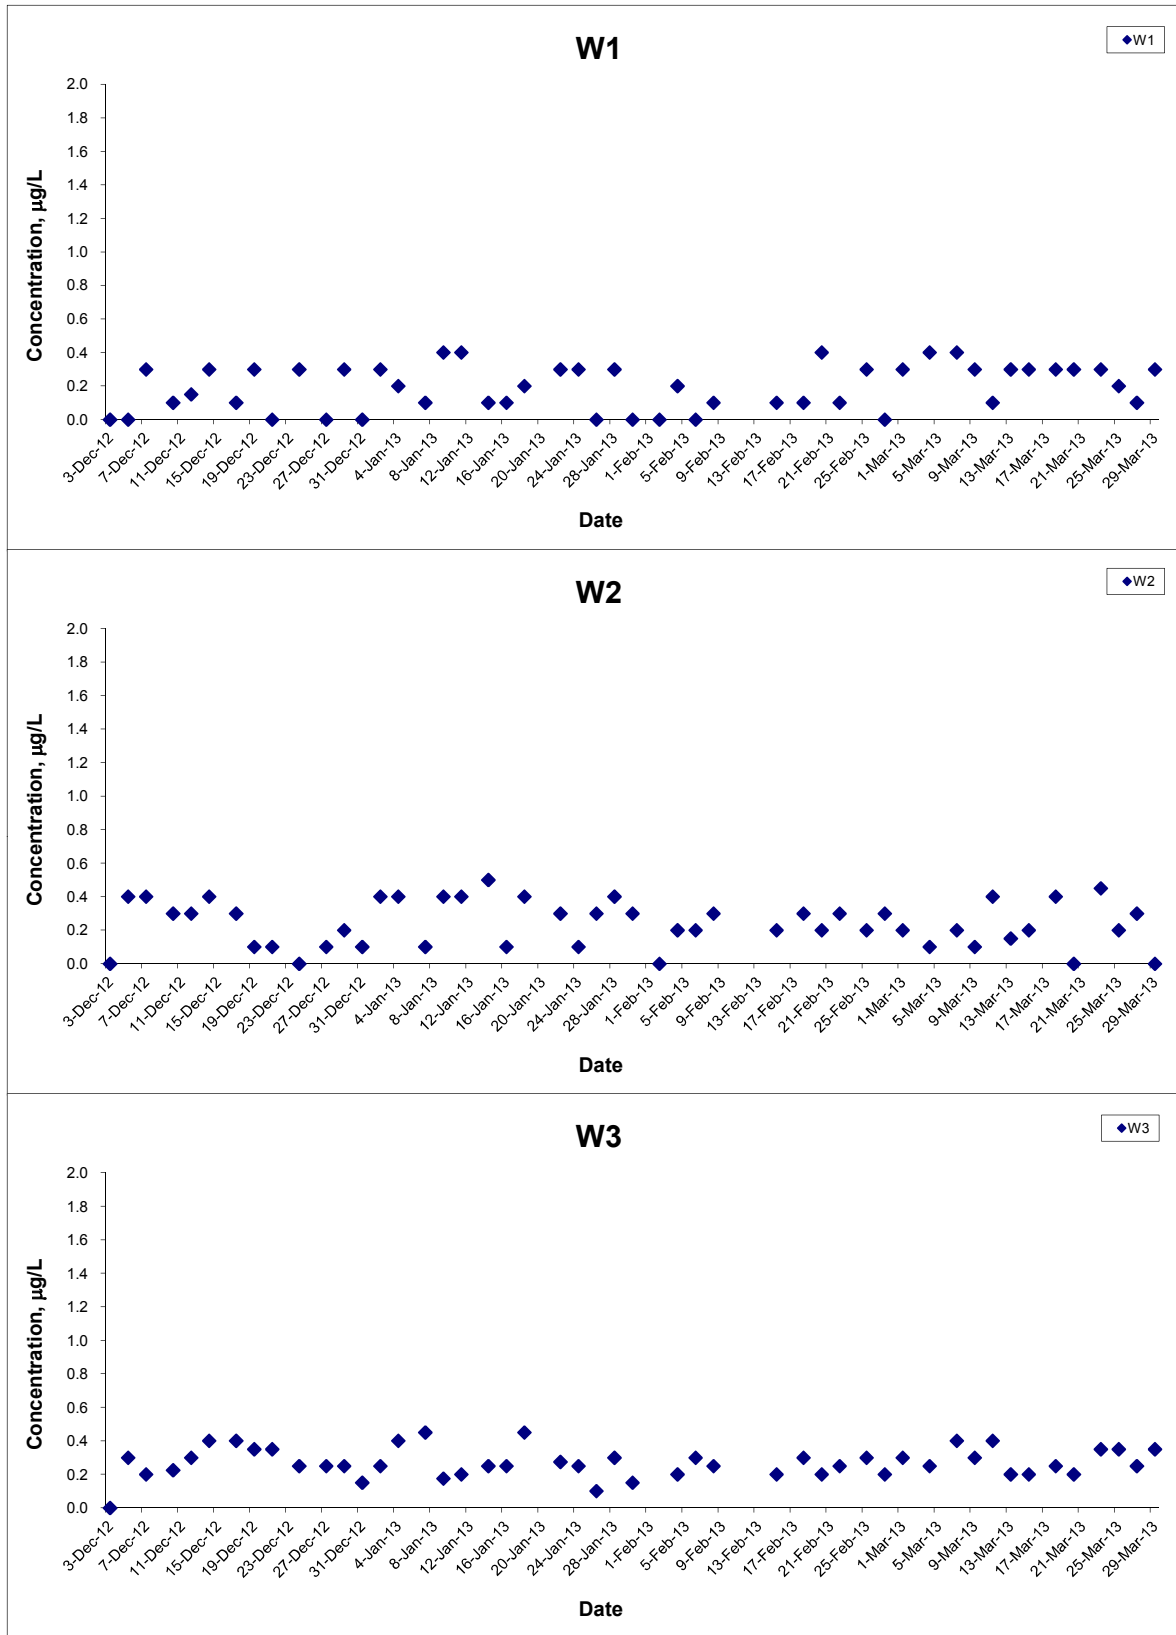 W1
W1
2.0
1.8
1.6
1.4
1.2
1.0
0.8
0.6
0.4
0.2
0.0
Concentration, µg/L
3-Dec-12
7-Dec-12
11-Dec-12
15-Dec-12
19-Dec-12
23-Dec-12
27-Dec-12
31-Dec-12
4-Jan-13
8-Jan-13
12-Jan-13
16-Jan-13
20-Jan-13
24-Jan-13
28-Jan-13
1-Feb-13
5-Feb-13
9-Feb-13
13-Feb-13
17-Feb-13
21-Feb-13
25-Feb-13
1-Mar-13
5-Mar-13
9-Mar-13
13-Mar-13
17-Mar-13
21-Mar-13
25-Mar-13
29-Mar-13
Date
W2
W2
2.0
1.8
1.6
1.4
1.2
1.0
0.8
0.6
0.4
0.2
0.0
Concentration, µg/L
3-Dec-12
7-Dec-12
11-Dec-12
15-Dec-12
19-Dec-12
23-Dec-12
27-Dec-12
31-Dec-12
4-Jan-13
8-Jan-13
12-Jan-13
16-Jan-13
20-Jan-13
24-Jan-13
28-Jan-13
1-Feb-13
5-Feb-13
9-Feb-13
13-Feb-13
17-Feb-13
21-Feb-13
25-Feb-13
1-Mar-13
5-Mar-13
9-Mar-13
13-Mar-13
17-Mar-13
21-Mar-13
25-Mar-13
29-Mar-13
Date
W3
W3
2.0
1.8
1.6
1.4
1.2
1.0
0.8
0.6
0.4
0.2
0.0
Concentration, µg/L
3-Dec-12
7-Dec-12
11-Dec-12
15-Dec-12
19-Dec-12
23-Dec-12
27-Dec-12
31-Dec-12
4-Jan-13
8-Jan-13
12-Jan-13
16-Jan-13
20-Jan-13
24-Jan-13
28-Jan-13
1-Feb-13
5-Feb-13
9-Feb-13
13-Feb-13
17-Feb-13
21-Feb-13
25-Feb-13
1-Mar-13
5-Mar-13
9-Mar-13
13-Mar-13
17-Mar-13
21-Mar-13
25-Mar-13
29-Mar-13
Date